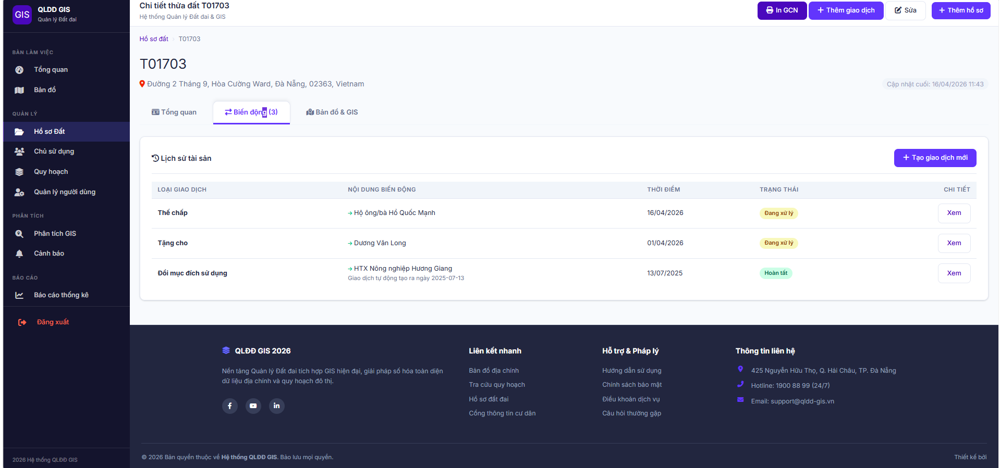 GIS
QLDD GIS
Quản lý Đất đai
BÀN LÀM VIỆC
Tổng quan
Bản đồ
QUẢN LÝ
Hồ sơ Đất
Chủ sử dụng
Quy hoạch
Quản lý người dùng
PHÂN TÍCH
Phân tích GIS
Cảnh báo
BÁO CÁO
Báo cáo thống kê
Đăng xuất
2026 Hệ thống QLĐĐ GIS
Chi tiết thửa đất T01703
Hệ thống Quản lý Đất đai & GIS
In GCN
Thêm giao dịch
Sửa
Thêm hồ sơ
Hồ sơ đất T01703
T01703
Đường 2 Tháng 9, Hòa Cường Ward, Đà Nẵng, 02363, Vietnam
Cập nhật cuối: 16/04/2026 11:43
Tổng quan
Biến động (3)
Bản đồ & GIS
Lịch sử tài sản
Tạo giao dịch mới
LOẠI GIAO DỊCH NỘI DUNG BIẾN ĐỘNG THỜI ĐIỂM TRẠNG THÁI CHI TIẾT
Thế chấp → Hộ ông/bà Hồ Quốc Mạnh 16/04/2026 Đang xử lý Xem
Tặng cho → Dương Văn Long 01/04/2026 Đang xử lý Xem
Đổi mục đích sử dụng → HTX Nông nghiệp Hương Giang 13/07/2025 Hoàn tất Xem
Giao dịch tự động tạo ra ngày 2025-07-13
QLĐĐ GIS 2026
Nền tảng Quản lý Đất đai tích hợp GIS hiện đại, giải pháp số hóa toàn diện
dữ liệu địa chính và quy hoạch đô thị.
Liên kết nhanh
Bản đồ địa chính
Tra cứu quy hoạch
Hồ sơ đất đai
Cổng thông tin cư dân
Hỗ trợ & Pháp lý
Hướng dẫn sử dụng
Chính sách bảo mật
Điều khoản dịch vụ
Câu hỏi thường gặp
Thông tin liên hệ
425 Nguyễn Hữu Thọ, Q. Hải Châu, TP. Đà Nẵng
Hotline: 1900 88 99 (24/7)
Email: support@qldd-gis.vn
© 2026 Bản quyền thuộc về Hệ thống QLĐĐ GIS. Bảo lưu mọi quyền.
Thiết kế bởi